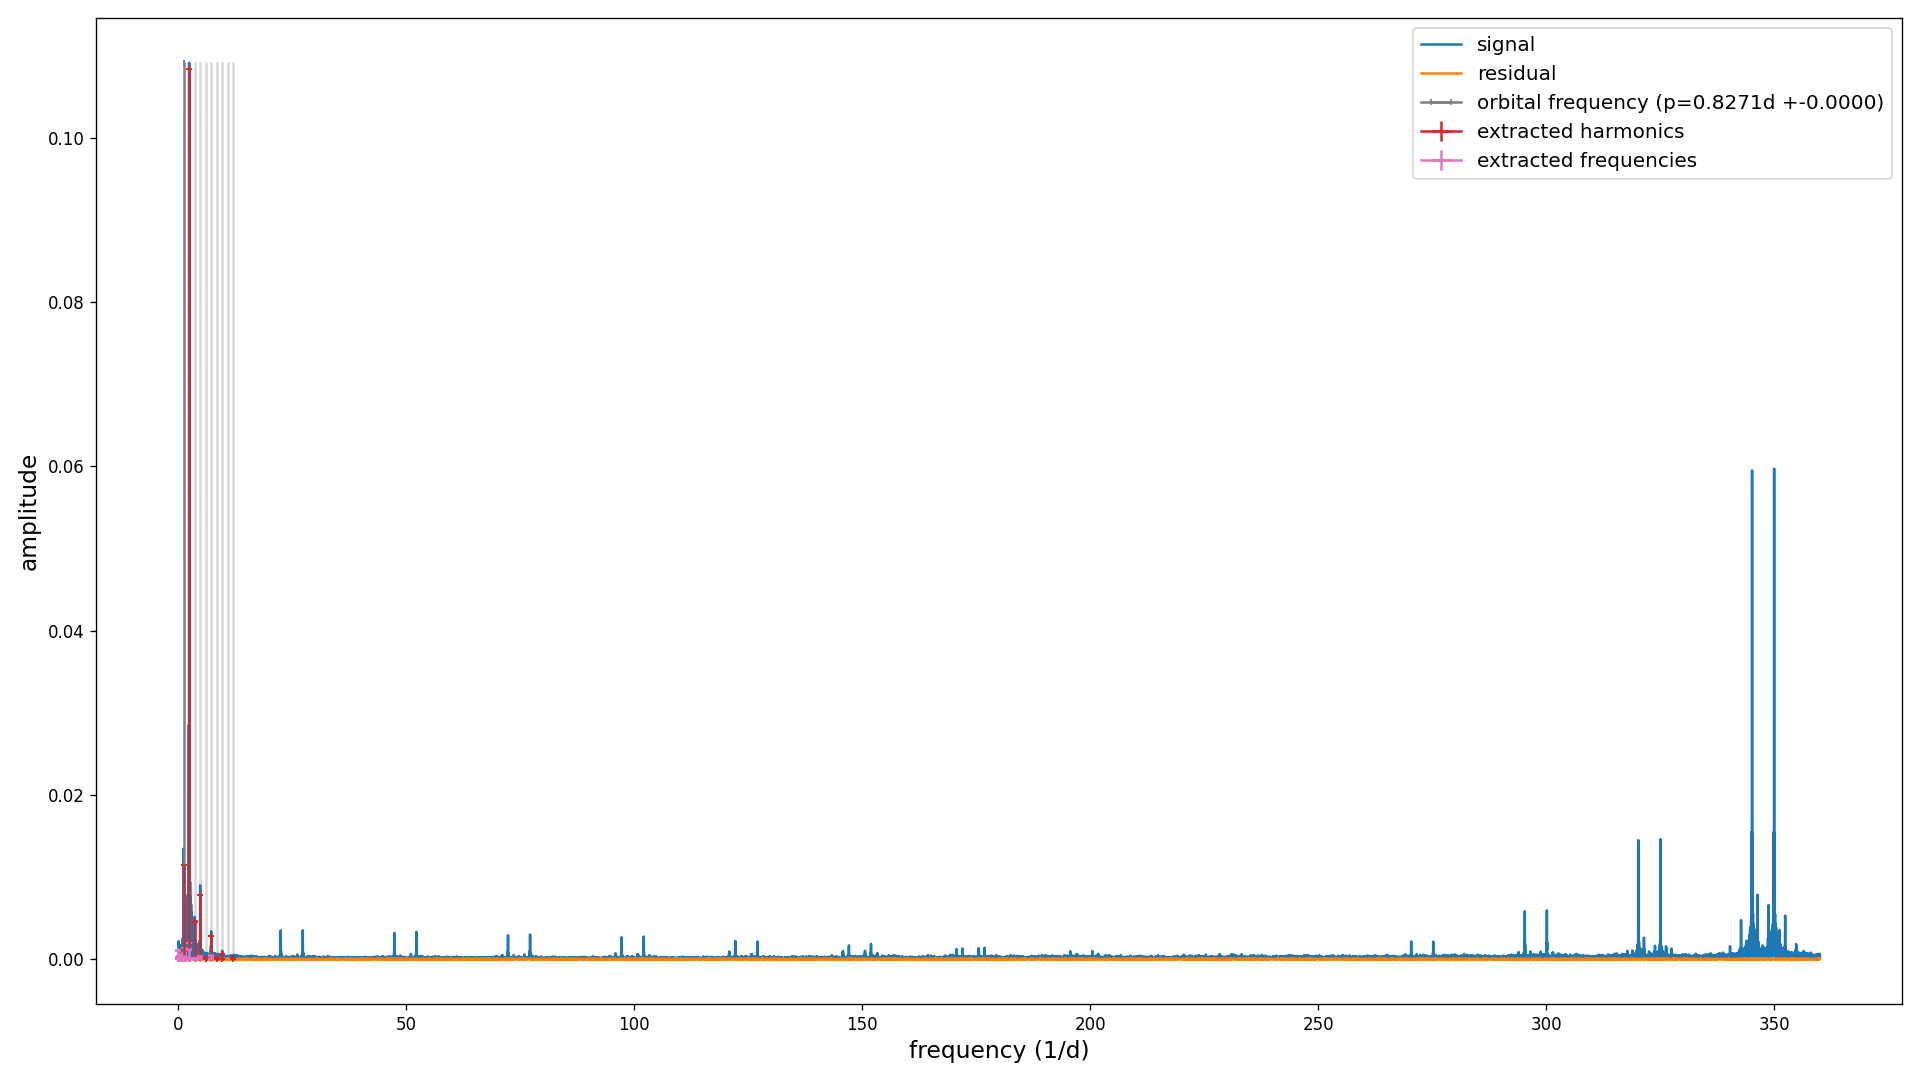 signal
residual
orbital frequency (p=0.8271d +-0.0000)
extracted harmonics
extracted frequencies
amplitude
0.10
0.08
0.06
0.04
0.02
0.00
0 50 100 150 200 250 300 350
frequency (1/d)